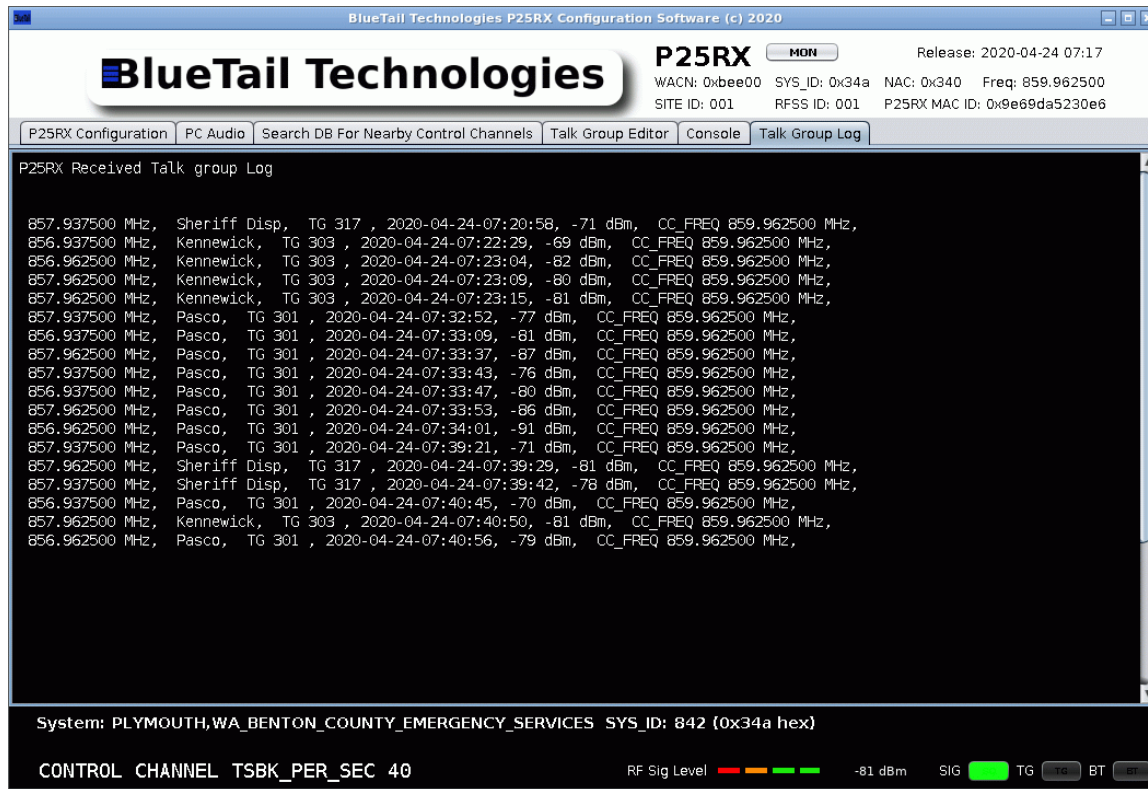 BlueTail Technologies P25RX Configuration Software (c) 2020
BlueTail Technologies
P25RX MON Release: 2020-04-24 07:17
WACN: 0xbee00 SYS_ID: 0x34a NAC: 0x340 Freq: 859.962500
SITE ID: 001 RFSS ID: 001 P25RX MAC ID: 0x9e69da5230e6
P25RX Configuration PC Audio Search DB For Nearby Control Channels Talk Group Editor Console Talk Group Log
P25RX Received Talk group Log
857.937500 MHz, Sheriff Disp, TG 317 , 2020-04-24-07:20:58, -71 dBm, CC_FREQ 859.962500 MHz,
856.937500 MHz, Kennewick, TG 303 , 2020-04-24-07:22:29, -69 dBm, CC_FREQ 859.962500 MHz,
856.962500 MHz, Kennewick, TG 303 , 2020-04-24-07:23:04, -82 dBm, CC_FREQ 859.962500 MHz,
857.937500 MHz, Kennewick, TG 303 , 2020-04-24-07:23:09, -80 dBm, CC_FREQ 859.962500 MHz,
857.962500 MHz, Kennewick, TG 303 , 2020-04-24-07:23:15, -81 dBm, CC_FREQ 859.962500 MHz,
857.937500 MHz, Pasco, TG 301 , 2020-04-24-07:32:52, -77 dBm, CC_FREQ 859.962500 MHz,
856.937500 MHz, Pasco, TG 301 , 2020-04-24-07:33:09, -81 dBm, CC_FREQ 859.962500 MHz,
857.962500 MHz, Pasco, TG 301 , 2020-04-24-07:33:37, -87 dBm, CC_FREQ 859.962500 MHz,
857.937500 MHz, Pasco, TG 301 , 2020-04-24-07:33:43, -76 dBm, CC_FREQ 859.962500 MHz,
856.937500 MHz, Pasco, TG 301 , 2020-04-24-07:33:47, -80 dBm, CC_FREQ 859.962500 MHz,
857.962500 MHz, Pasco, TG 301 , 2020-04-24-07:33:53, -86 dBm, CC_FREQ 859.962500 MHz,
856.962500 MHz, Pasco, TG 301 , 2020-04-24-07:34:01, -91 dBm, CC_FREQ 859.962500 MHz,
857.937500 MHz, Pasco, TG 301 , 2020-04-24-07:39:21, -71 dBm, CC_FREQ 859.962500 MHz,
857.962500 MHz, Sheriff Disp, TG 317 , 2020-04-24-07:39:29, -81 dBm, CC_FREQ 859.962500 MHz,
857.937500 MHz, Sheriff Disp, TG 317 , 2020-04-24-07:39:42, -78 dBm, CC_FREQ 859.962500 MHz,
856.937500 MHz, Pasco, TG 301 , 2020-04-24-07:40:45, -70 dBm, CC_FREQ 859.962500 MHz,
857.962500 MHz, Kennewick, TG 303 , 2020-04-24-07:40:50, -81 dBm, CC_FREQ 859.962500 MHz,
856.962500 MHz, Pasco, TG 301 , 2020-04-24-07:40:56, -79 dBm, CC_FREQ 859.962500 MHz,
System: PLYMOUTH,WA_BENTON_COUNTY_EMERGENCY_SERVICES SYS_ID: 842 (0x34a hex)
CONTROL CHANNEL TSBK_PER_SEC 40 RF Sig Level -81 dBm SIG TG TG BT BT